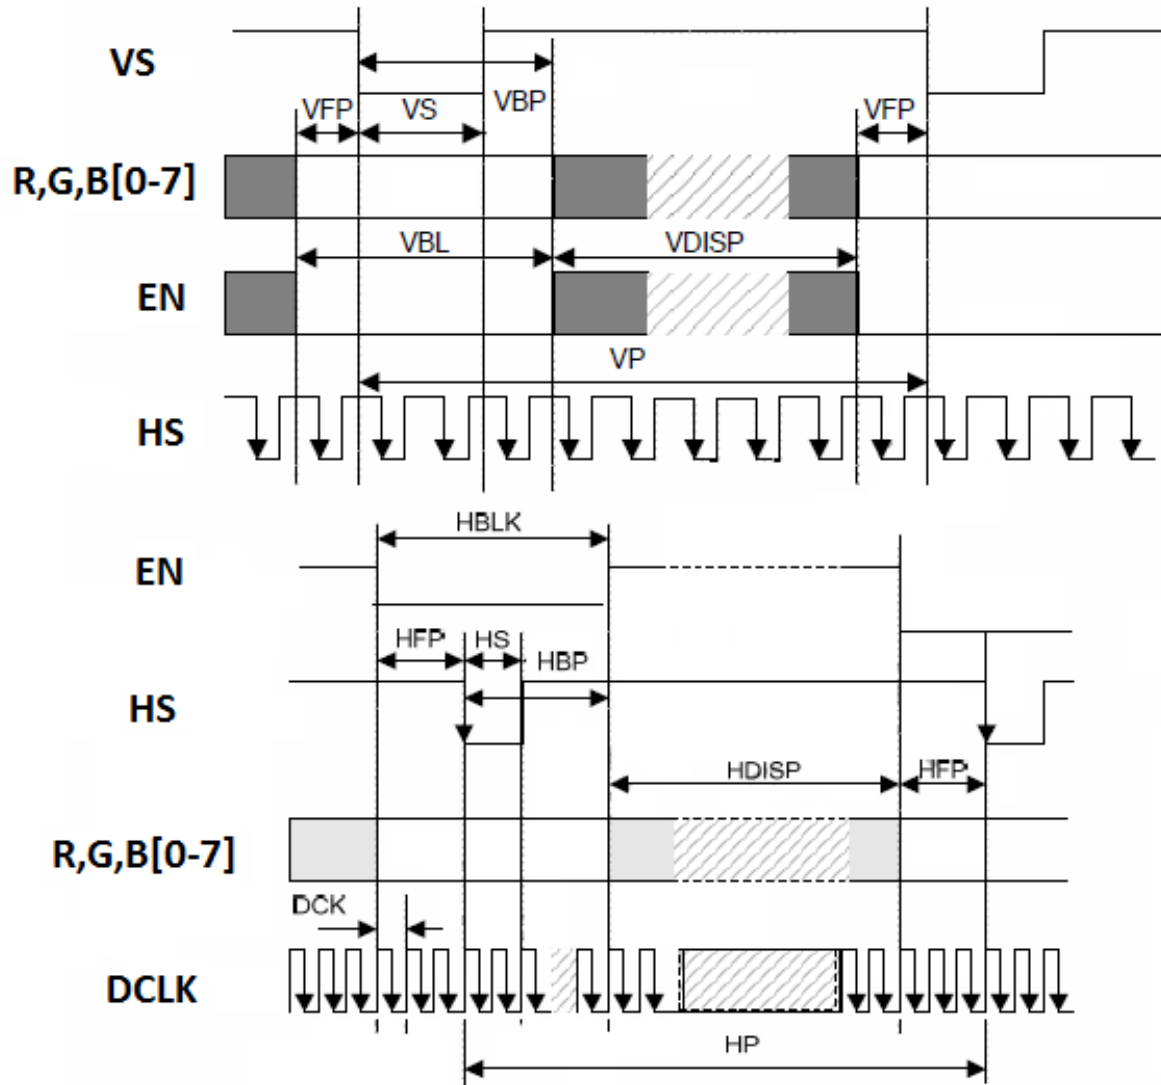 VS
VFP VS VBP VFP
R,G,B[0-7]
VBL VDISP
EN
VP
HS
HBLK
EN
HFP HS HBP
HS
HDISP HFP
R,G,B[0-7]
DCK
DCLK
HP